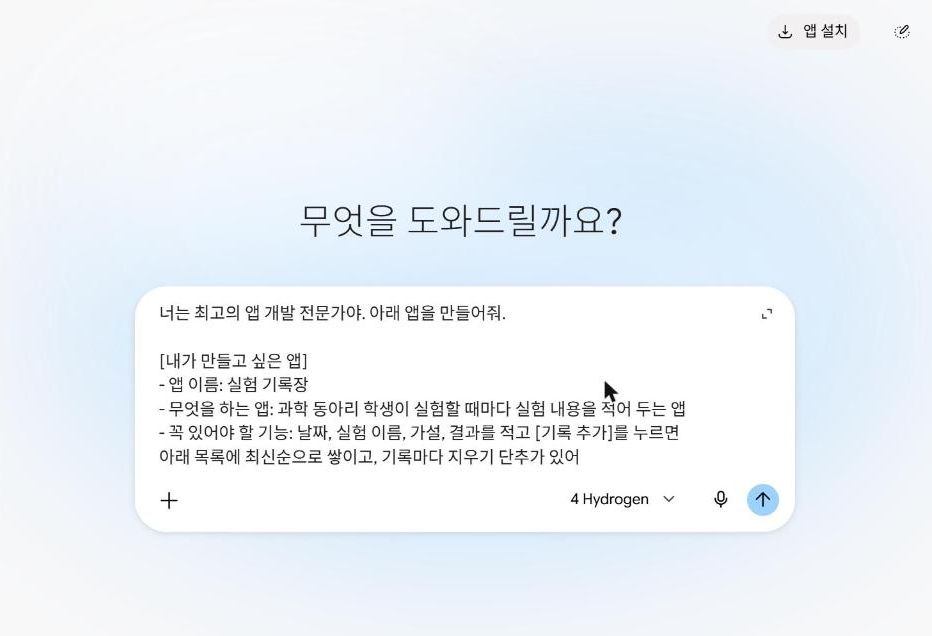 앱 설치
무엇을 도와드릴까요?
너는 최고의 앱 개발 전문가야. 아래 앱을 만들어줘.
[내가 만들고 싶은 앱]
- 앱 이름: 실험 기록장
- 무엇을 하는 앱: 과학 동아리 학생이 실험할 때마다 실험 내용을 적어 두는 앱
- 꼭 있어야 할 기능: 날짜, 실험 이름, 가설, 결과를 적고 [기록 추가]를 누르면
아래 목록에 최신순으로 쌓이고, 기록마다 지우기 단추가 있어
4 Hydrogen